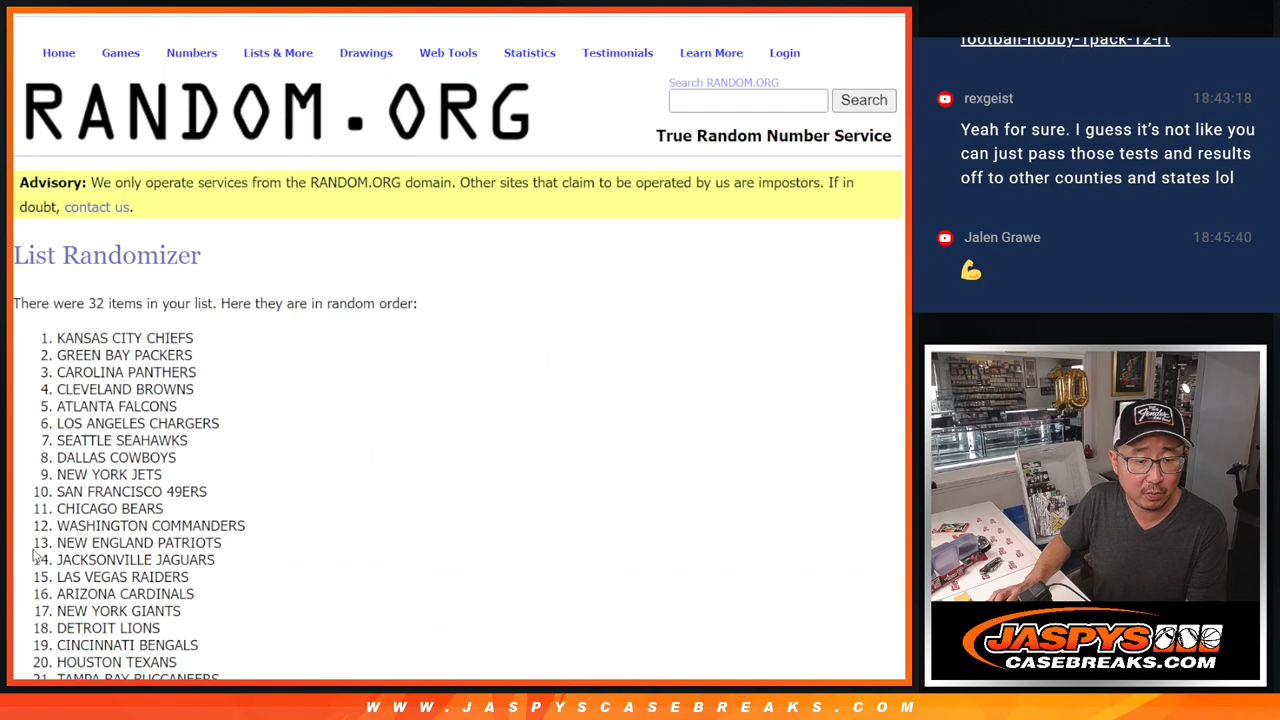 Home Games Numbers Lists & More Drawings Web Tools Statistics Testimonials Learn More Login
RANDOM.ORG
Search RANDOM.ORG
Search
True Random Number Service
Advisory: We only operate services from the RANDOM.ORG domain. Other sites that claim to be operated by us are impostors. If in
doubt, contact us.
List Randomizer
There were 32 items in your list. Here they are in random order:
1. KANSAS CITY CHIEFS
2. GREEN BAY PACKERS
3. CAROLINA PANTHERS
4. CLEVELAND BROWNS
5. ATLANTA FALCONS
6. LOS ANGELES CHARGERS
7. SEATTLE SEAHAWKS
8. DALLAS COWBOYS
9. NEW YORK JETS
10. SAN FRANCISCO 49ERS
11. CHICAGO BEARS
12. WASHINGTON COMMANDERS
13. NEW ENGLAND PATRIOTS
14. JACKSONVILLE JAGUARS
15. LAS VEGAS RAIDERS
16. ARIZONA CARDINALS
17. NEW YORK GIANTS
18. DETROIT LIONS
19. CINCINNATI BENGALS
20. HOUSTON TEXANS
21. TAMPA BAY BUCCANEERS
football-hobby-1pack-12-rt
rexgeist 18:43:18
Yeah for sure. I guess it's not like you
can just pass those tests and results
off to other counties and states lol
Jalen Grawe 18:45:40
💪
10
Fender
JASPYS
CASEBREAKS.COM
WWW.JASPYSCASEBREAKS.COM